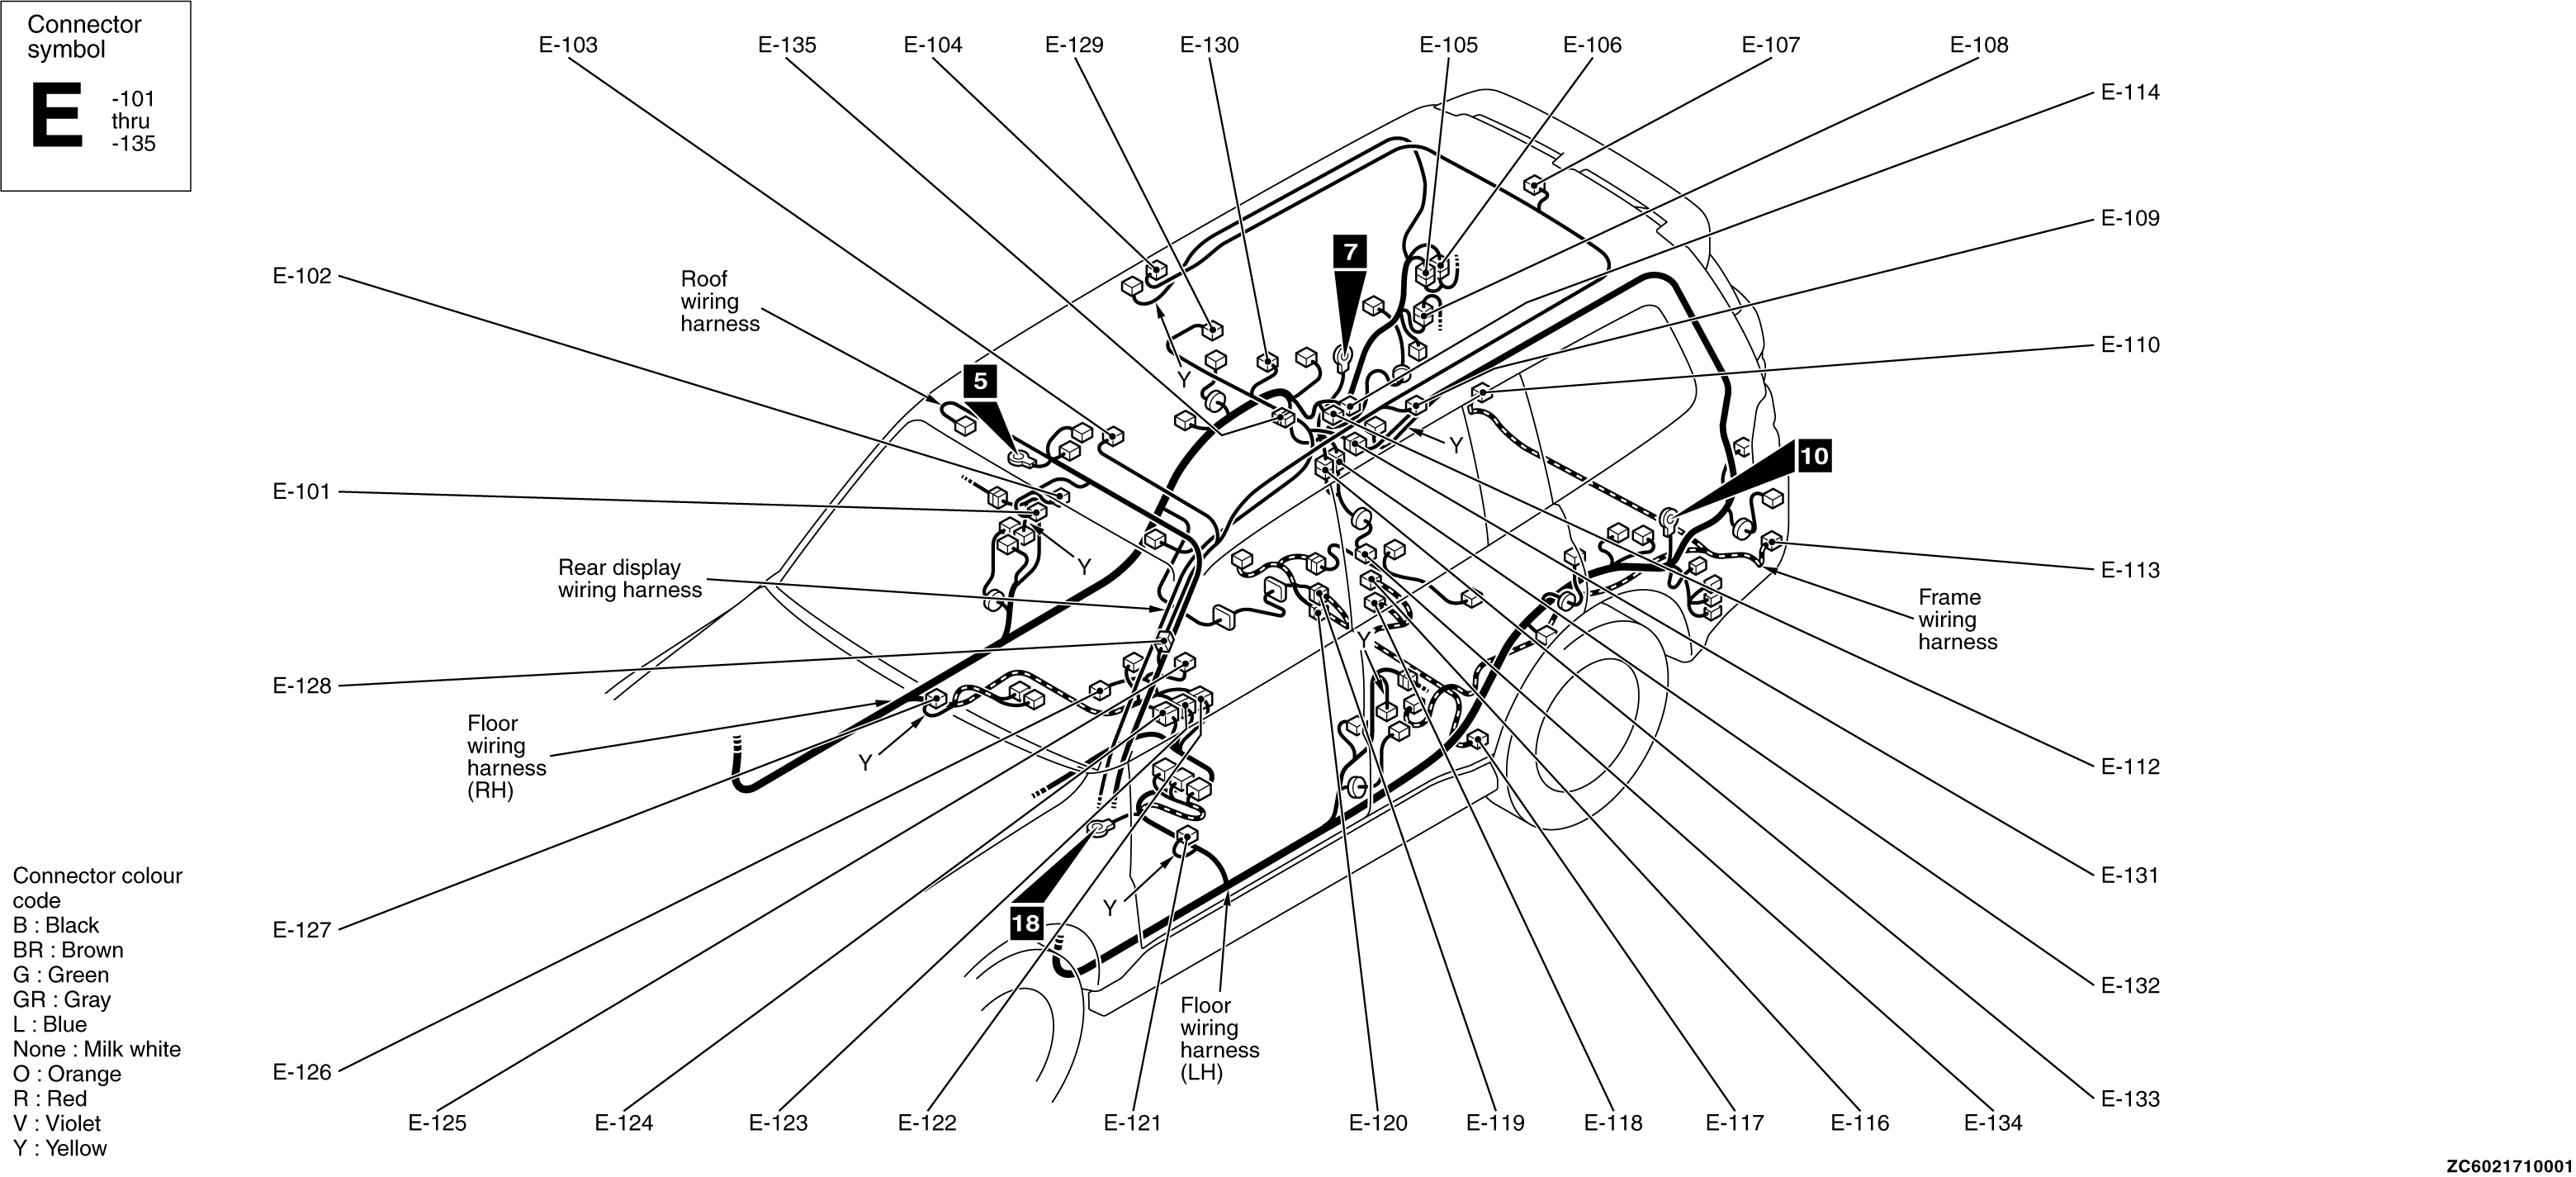 Connector
symbol
E
-101
thru
-135
E-103
E-135
E-104
E-129
E-130
E-105
E-106
E-107
E-108
E-114
E-109
E-110
E-113
E-112
E-131
E-132
E-133
E-102
E-101
E-128
E-127
E-126
Roof
wiring
harness
5
7
10
18
Y
Y
Y
Y
Y
Y
Rear display
wiring harness
Floor
wiring
harness
(RH)
Frame
wiring
harness
Floor
wiring
harness
(LH)
Connector colour
code
B : Black
BR : Brown
G : Green
GR : Gray
L : Blue
None : Milk white
O : Orange
R : Red
V : Violet
Y : Yellow
E-125
E-124
E-123
E-122
E-121
E-120
E-119
E-118
E-117
E-116
E-134
ZC6021710001